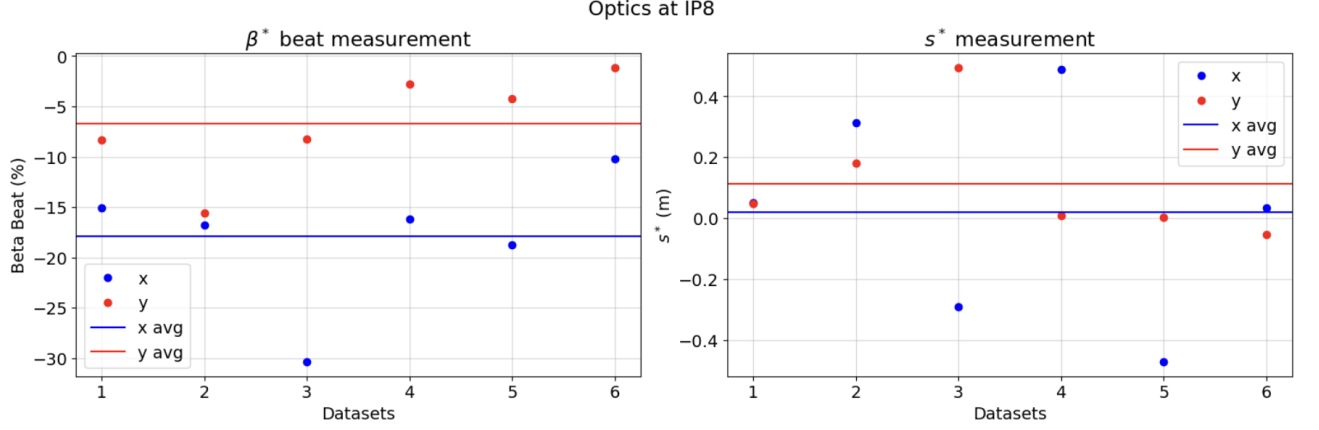 Optics at IP8
β* beat measurement
Beta Beat (%)
0
−5
−10
−15
−20
−25
−30
x
y
x avg
y avg
1 2 3 4 5 6
Datasets
s* measurement
s* (m)
0.4
0.2
0.0
−0.2
−0.4
x
y
x avg
y avg
1 2 3 4 5 6
Datasets